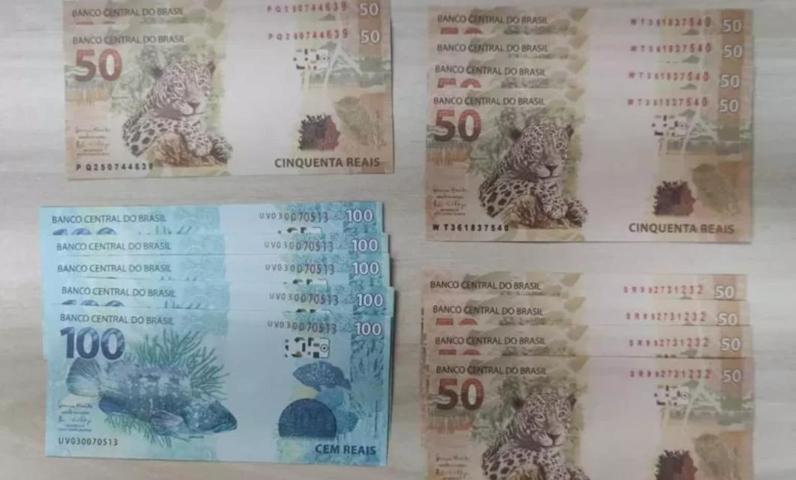 BANCO CENTRAL DO BRASIL PQ250744639 50
BANCO CENTRAL DO BRASIL PQ250744639 50
50
PQ250744639
CINQUENTA REAIS
BANCO CENTRAL DO BRASIL WT361837540 50
BANCO CENTRAL DO BRASIL WT361837540 50
BANCO CENTRAL DO BRASIL WT361837540 50
BANCO CENTRAL DO BRASIL WT361837540 50
50
WT361837540
CINQUENTA REAIS
BANCO CENTRAL DO BRASIL UV030070513 100
BANCO CENTRAL DO BRASIL UV030070513 100
BANCO CENTRAL DO BRASIL UV030070513 100
BANCO CENTRAL DO BRASIL UV030070513 100
BANCO CENTRAL DO BRASIL UV030070513 100
100
UV030070513
CEM REAIS
BANCO CENTRAL DO BRASIL 50
BANCO CENTRAL DO BRASIL 50
BANCO CENTRAL DO BRASIL 50
BANCO CENTRAL DO BRASIL 50
50